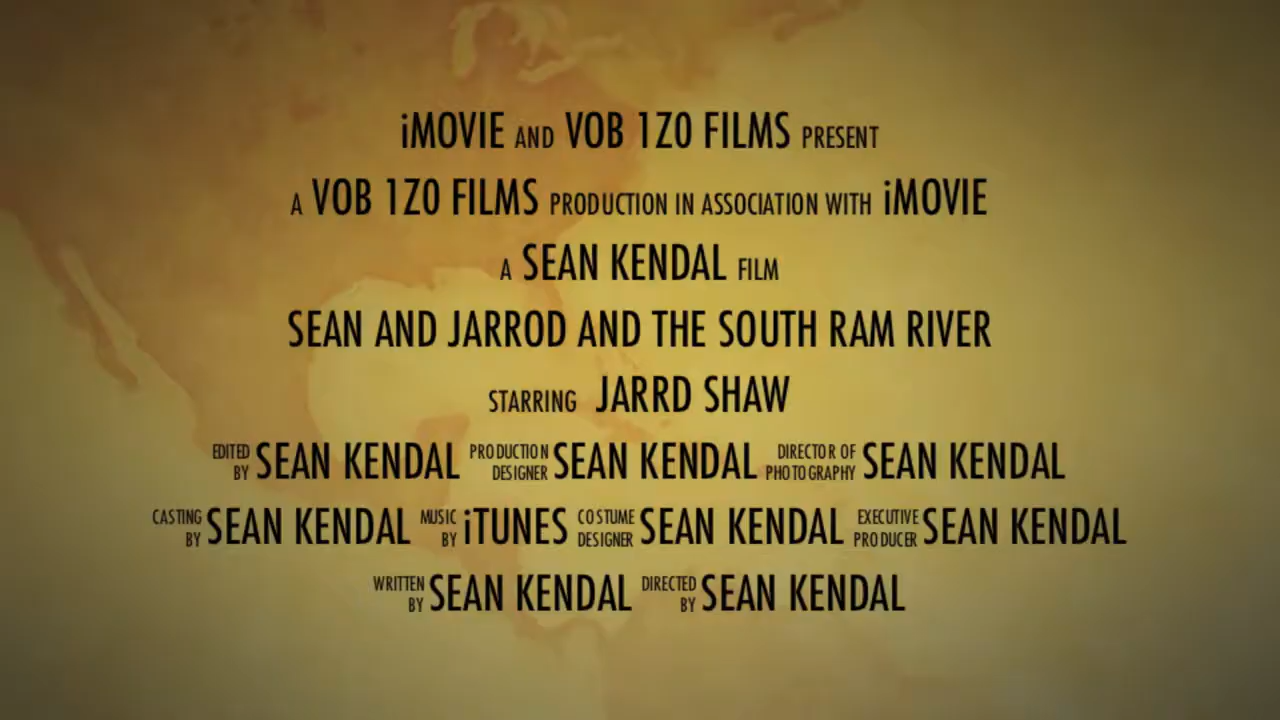 iMOVIE AND VOB 1Z0 FILMS PRESENT
A VOB 1Z0 FILMS PRODUCTION IN ASSOCIATION WITH iMOVIE
A SEAN KENDAL FILM
SEAN AND JARROD AND THE SOUTH RAM RIVER
STARRING JARRD SHAW
EDITED BY SEAN KENDAL PRODUCTION DESIGNER SEAN KENDAL DIRECTOR OF PHOTOGRAPHY SEAN KENDAL
CASTING BY SEAN KENDAL MUSIC BY iTUNES COSTUME DESIGNER SEAN KENDAL EXECUTIVE PRODUCER SEAN KENDAL
WRITTEN BY SEAN KENDAL DIRECTED BY SEAN KENDAL